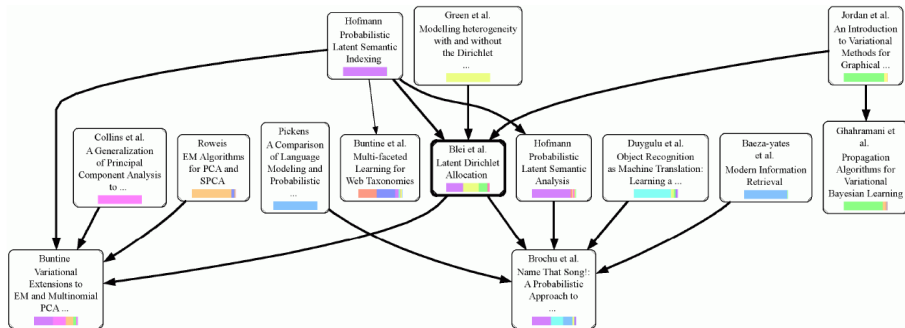 Hofmann
Probabilistic
Latent Semantic
Indexing
Green et al.
Modelling heterogeneity
with and without
the Dirichlet
...
Jordan et al.
An Introduction
to Variational
Methods for
Graphical ...
Collins et al.
A Generalization
of Principal
Component Analysis
to ...
Roweis
EM Algorithms
for PCA and
SPCA
Pickens
A Comparison
of Language
Modeling and
Probabilistic
...
Buntine et al.
Multi-faceted
Learning for
Web Taxonomics
Blei et al.
Latent Dirichlet
Allocation
Hofmann
Probabilistic
Latent Semantic
Analysis
Duygulu et al.
Object Recognition
as Machine Translation:
Learning a ...
Baeza-yates
et al.
Modern Information
Retrieval
Ghahramani et
al.
Propagation
Algorithms for
Variational
Bayesian Learning
Buntine
Variational
Extensions to
EM and Multinomial
PCA ...
Brochu et al.
Name That Song!:
A Probabilistic
Approach to
...